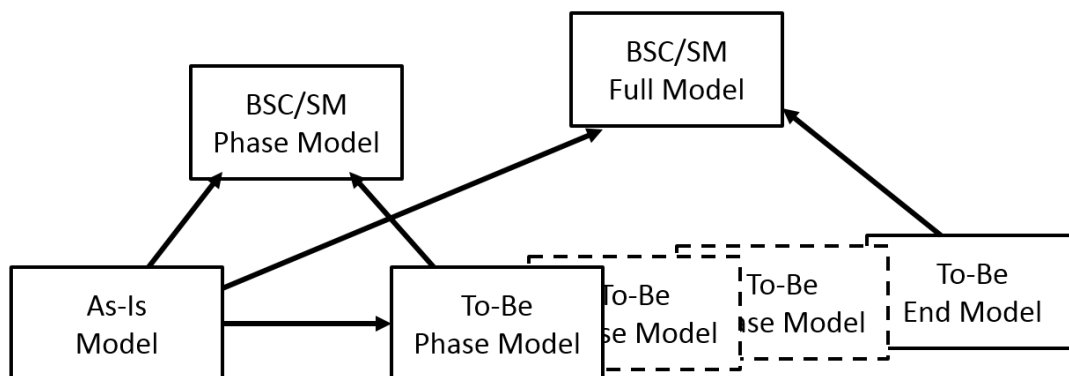 BSC/SM
Phase Model
BSC/SM
Full Model
As-Is
Model
To-Be
Phase Model
To-Be
se Model
To-Be
ase Model
To-Be
End Model